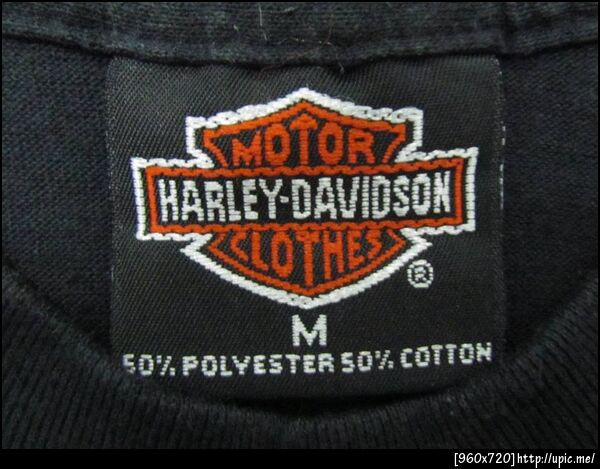 MOTOR
HARLEY-DAVIDSON
CLOTHES
®
M
50% POLYESTER 50% COTTON
[960x720]http://upic.me/